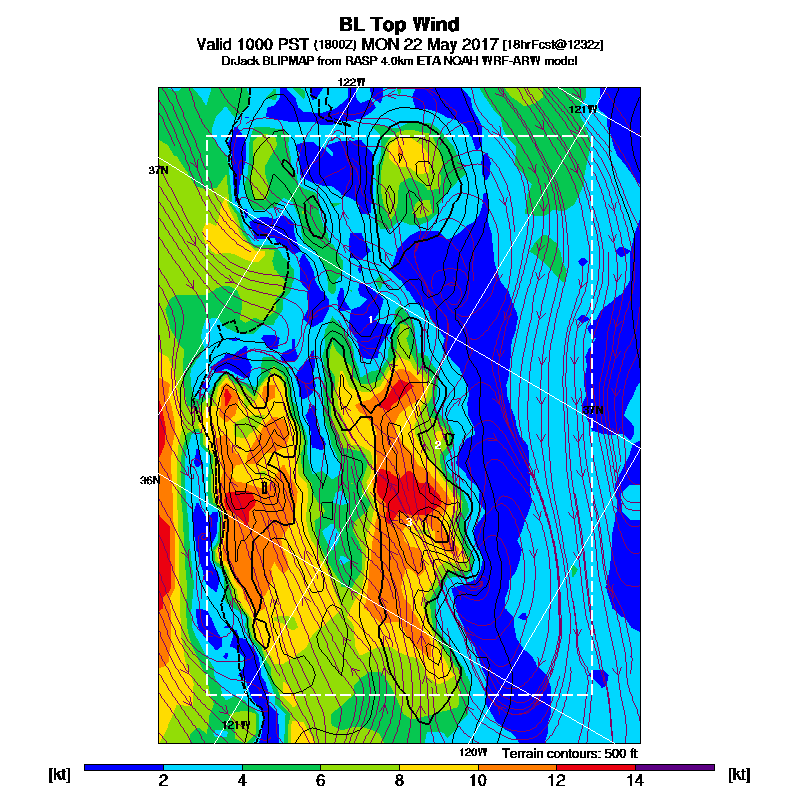 BL Top Wind
Valid 1000 PST (1800Z) MON 22 May 2017 [18hrFcst@1232z]
DrJack BLIPMAP from RASP 4.0km ETA NOAH WRF-ARW model
122W
121W
37N
1
37N
2
36N
3
121W
120W
Terrain contours: 500 ft
[kt] 2 4 6 8 10 12 14 [kt]